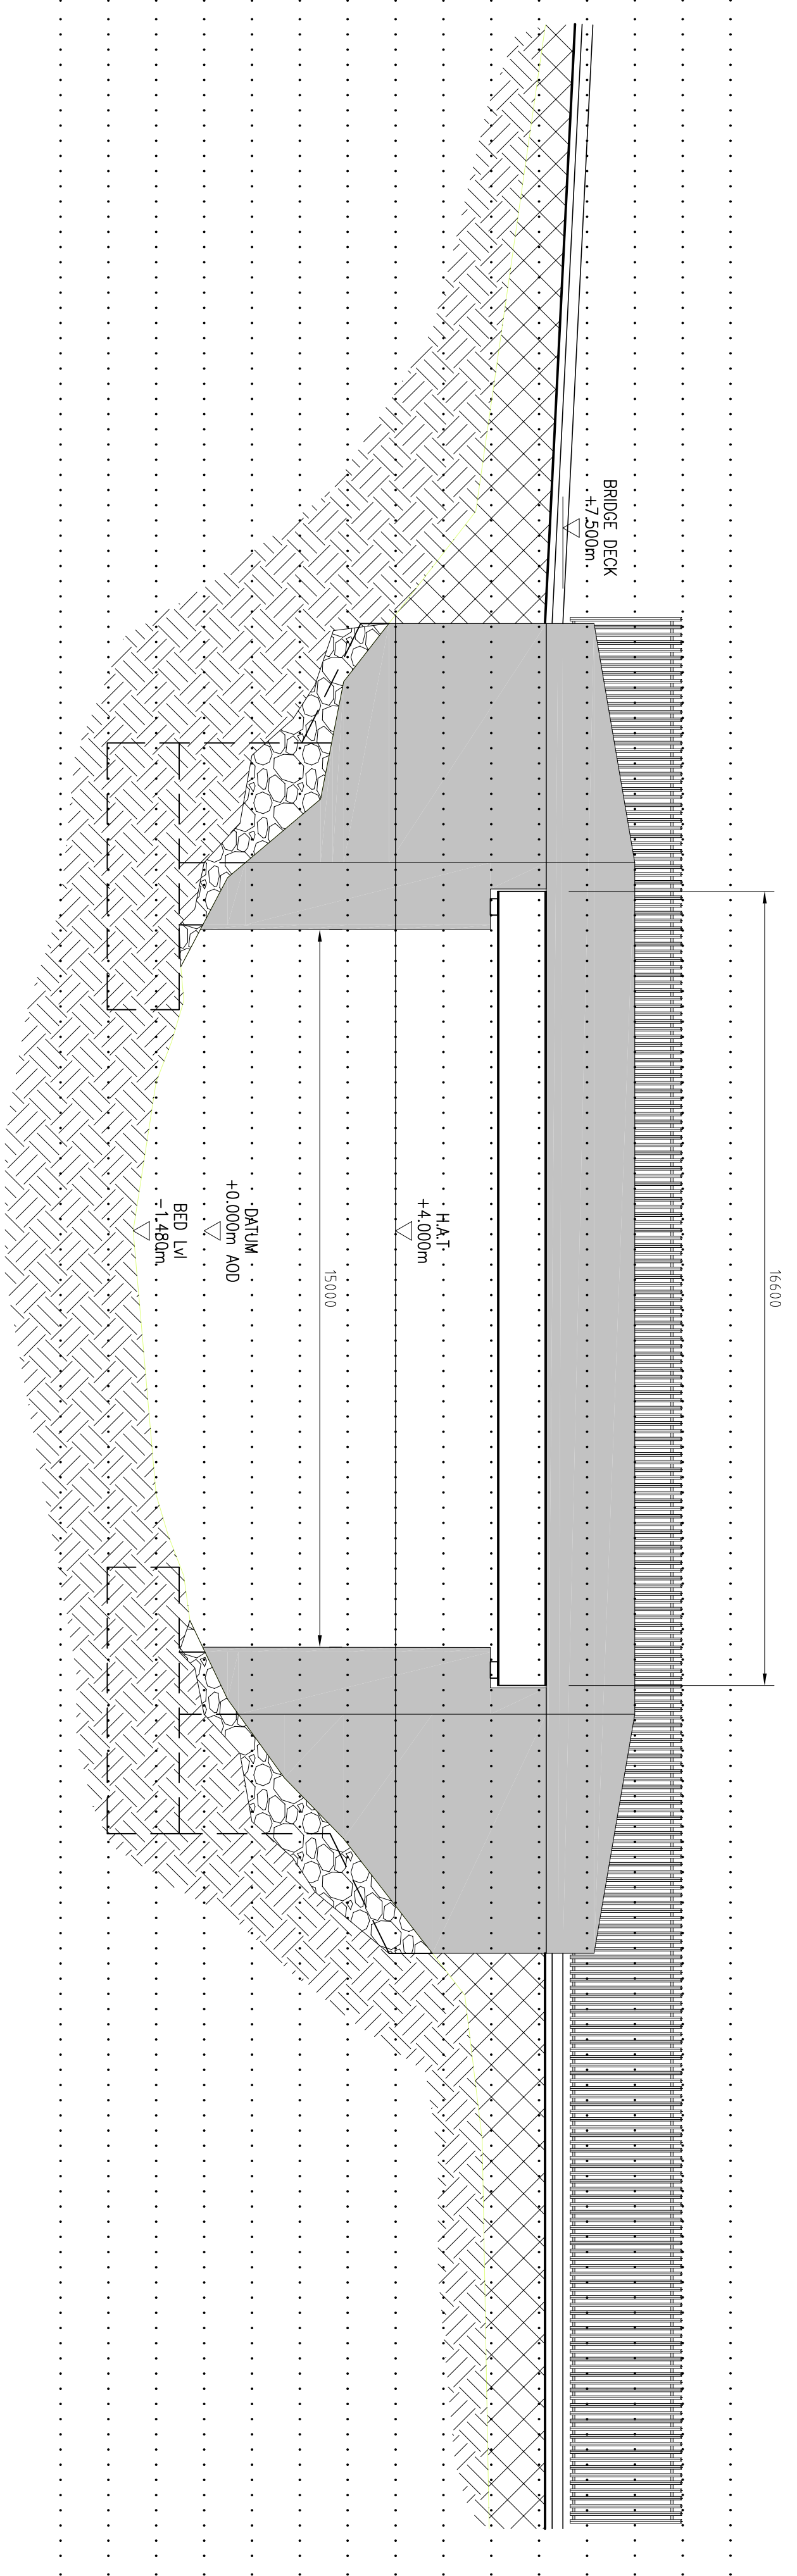 BRIDGE DECK
+7.500m
16600
H.A.T
+4.000m
15000
DATUM
+0.000m AOD
BED Lvl
-1.480m